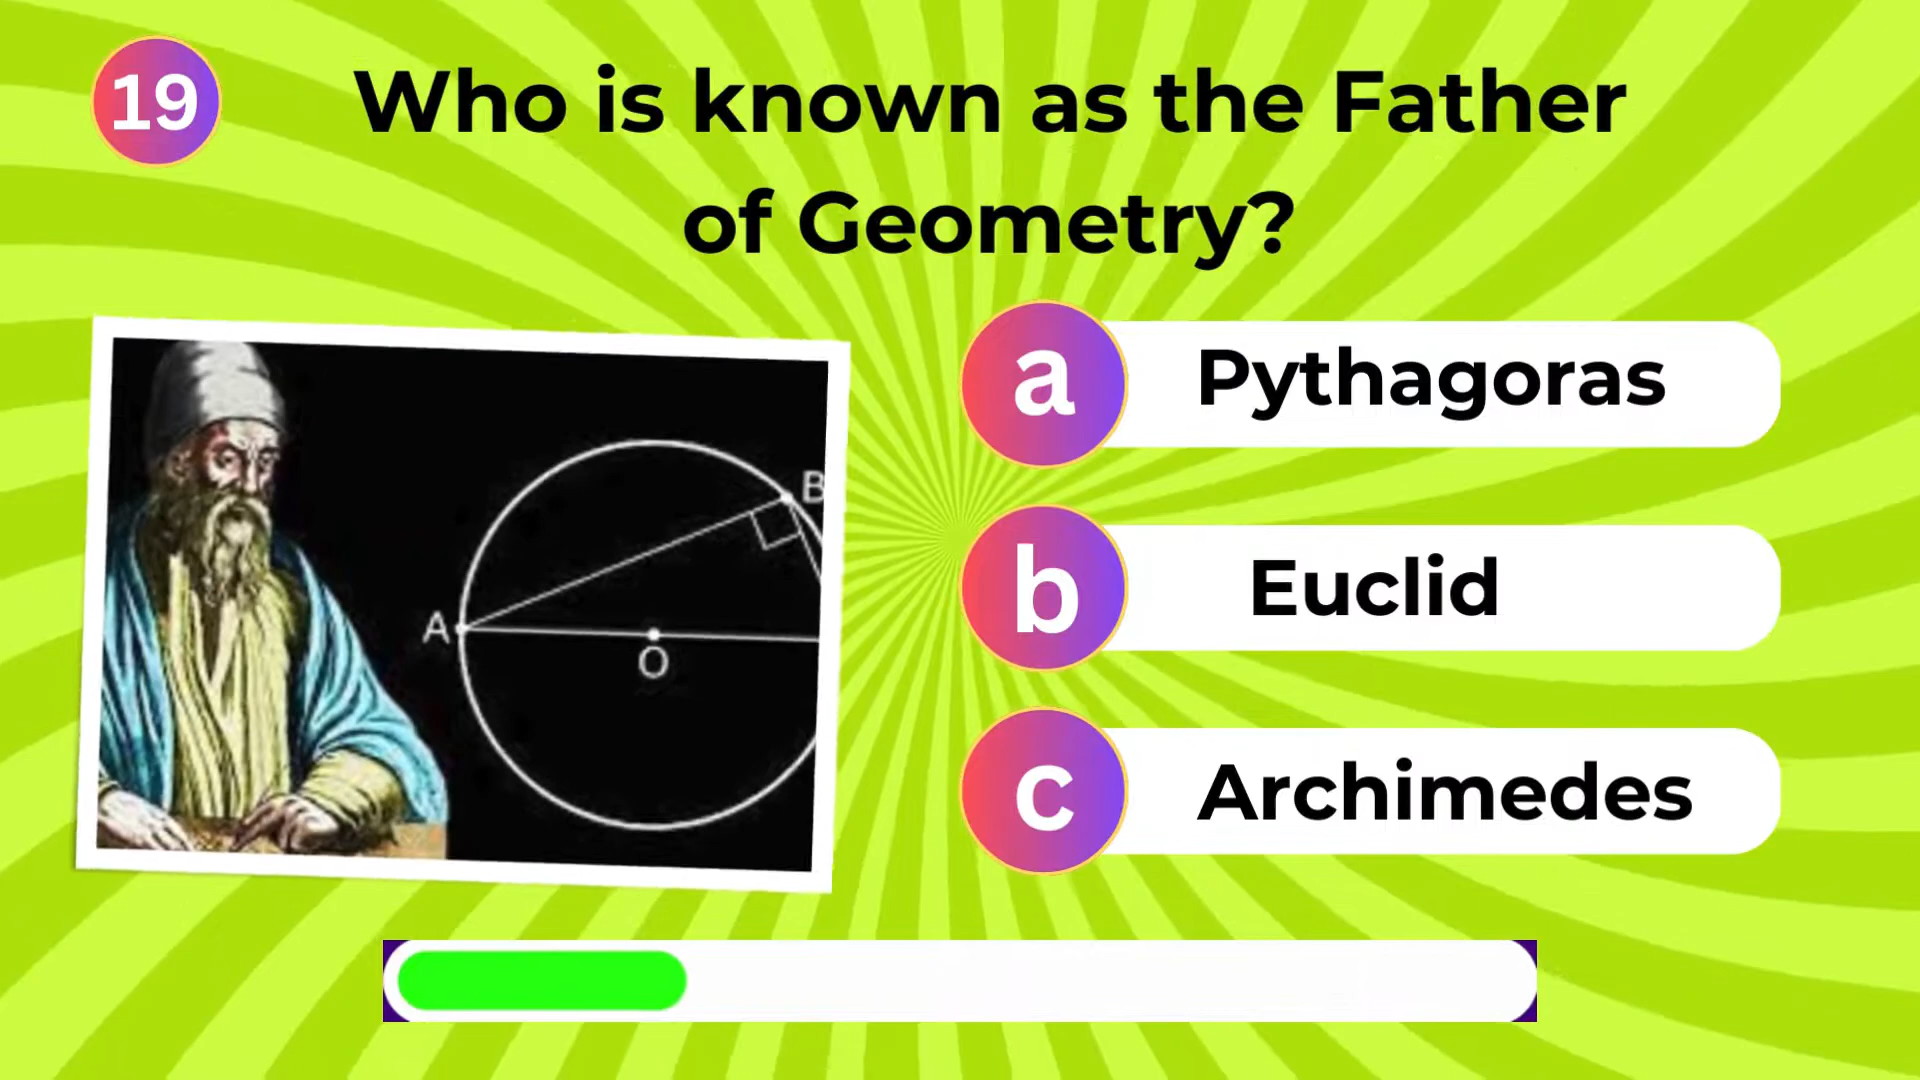 19
Who is known as the Father
of Geometry?
a Pythagoras
b Euclid
c Archimedes
B
A
O